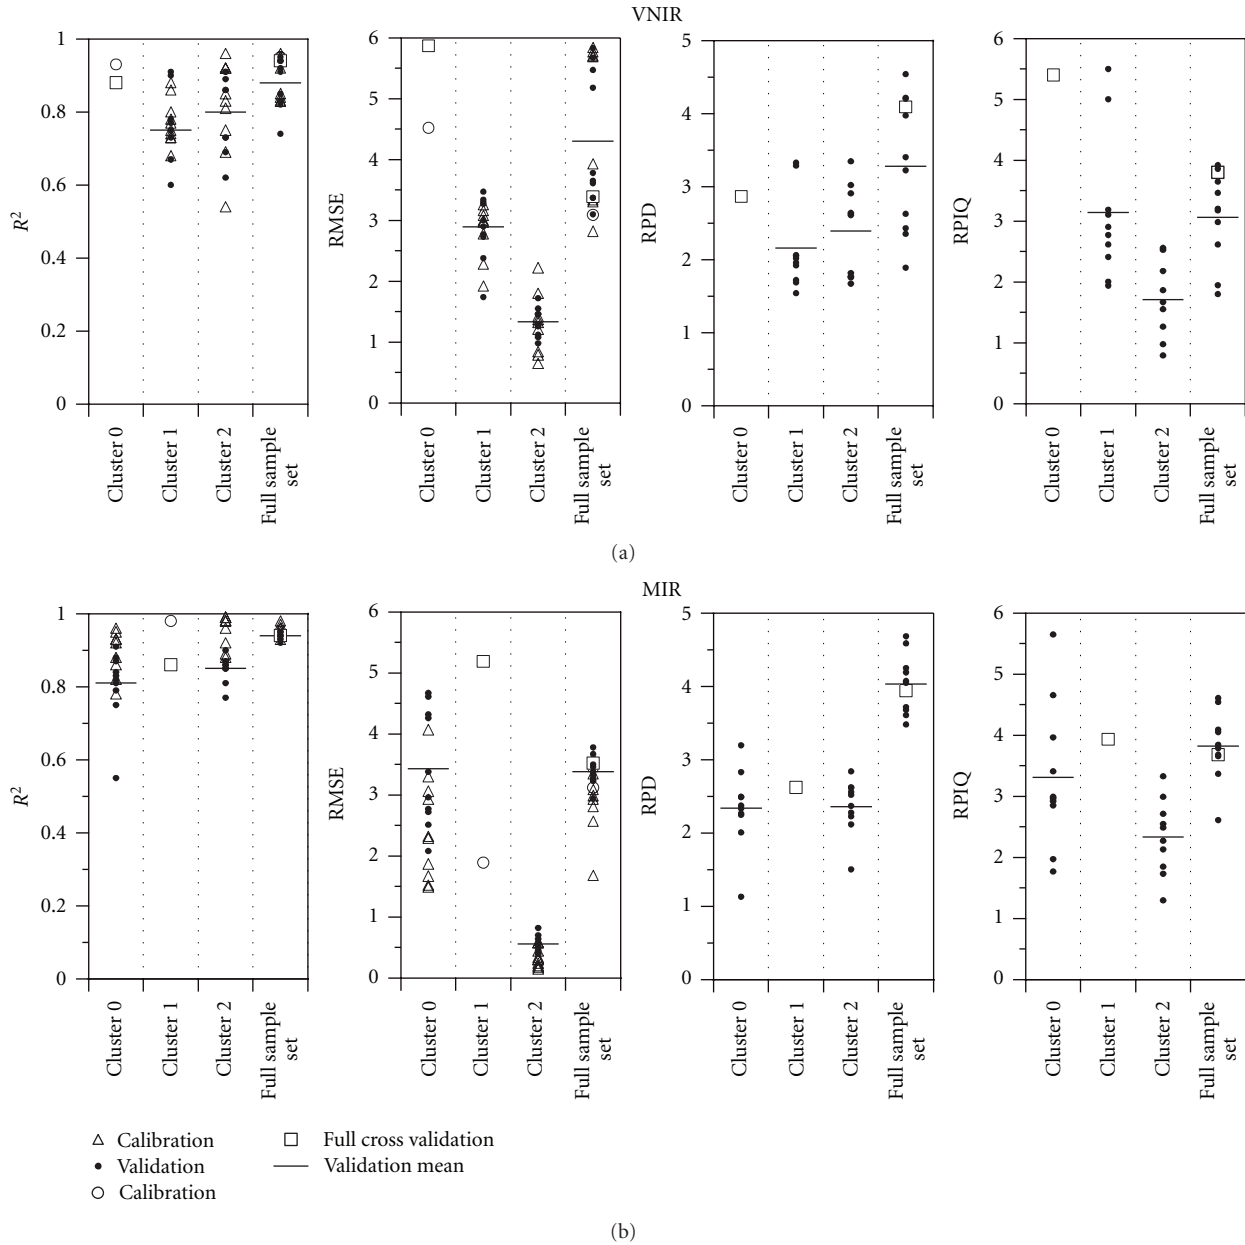 VNIR
R²
1
0.8
0.6
0.4
0.2
0
Cluster 0
Cluster 1
Cluster 2
Full sample
set
RMSE
6
5
4
3
2
1
0
Cluster 0
Cluster 1
Cluster 2
Full sample
set
RPD
5
4
3
2
1
0
Cluster 0
Cluster 1
Cluster 2
Full sample
set
RPIQ
6
5
4
3
2
1
0
Cluster 0
Cluster 1
Cluster 2
Full sample
set
(a)
MIR
R²
1
0.8
0.6
0.4
0.2
0
Cluster 0
Cluster 1
Cluster 2
Full sample
set
RMSE
6
5
4
3
2
1
0
Cluster 0
Cluster 1
Cluster 2
Full sample
set
RPD
5
4
3
2
1
0
Cluster 0
Cluster 1
Cluster 2
Full sample
set
RPIQ
6
5
4
3
2
1
0
Cluster 0
Cluster 1
Cluster 2
Full sample
set
Calibration
Validation
Calibration
Full cross validation
Validation mean
(b)